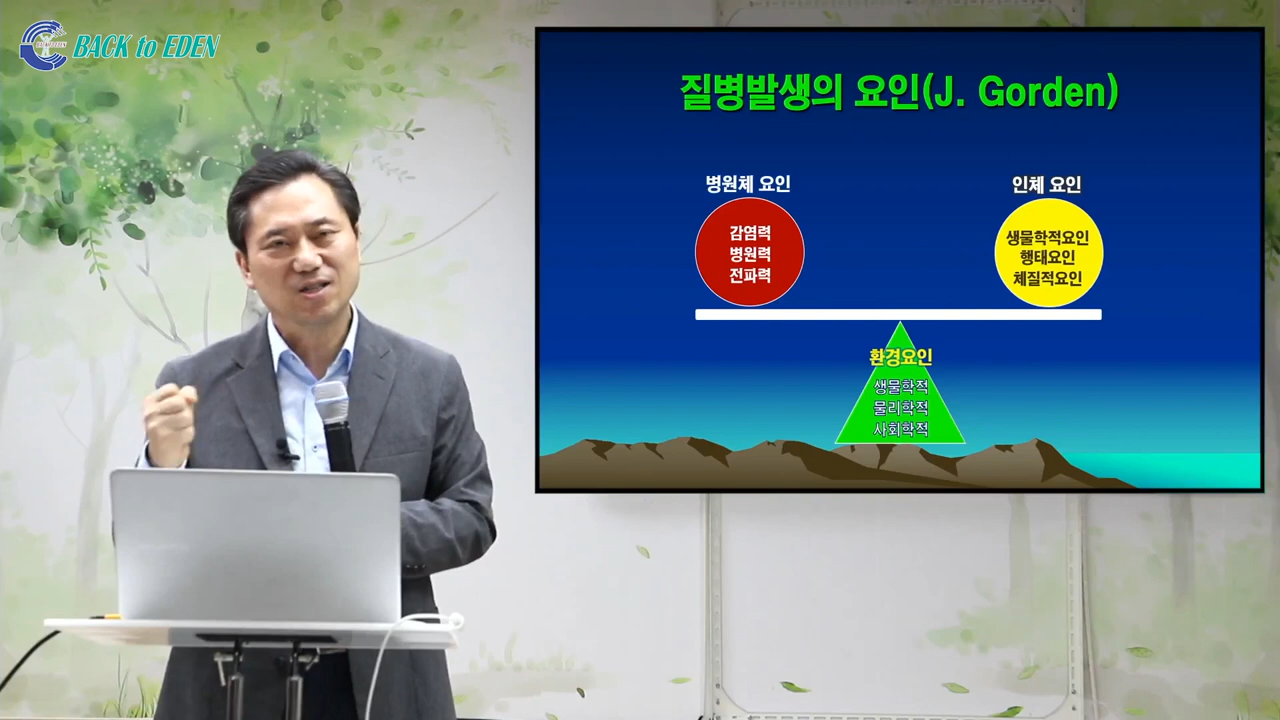 BACK to EDEN
질병발생의 요인(J. Gorden)
병원체 요인
감염력
병원력
전파력
인체 요인
생물학적요인
행태요인
체질적요인
환경요인
생물학적
물리학적
사회학적